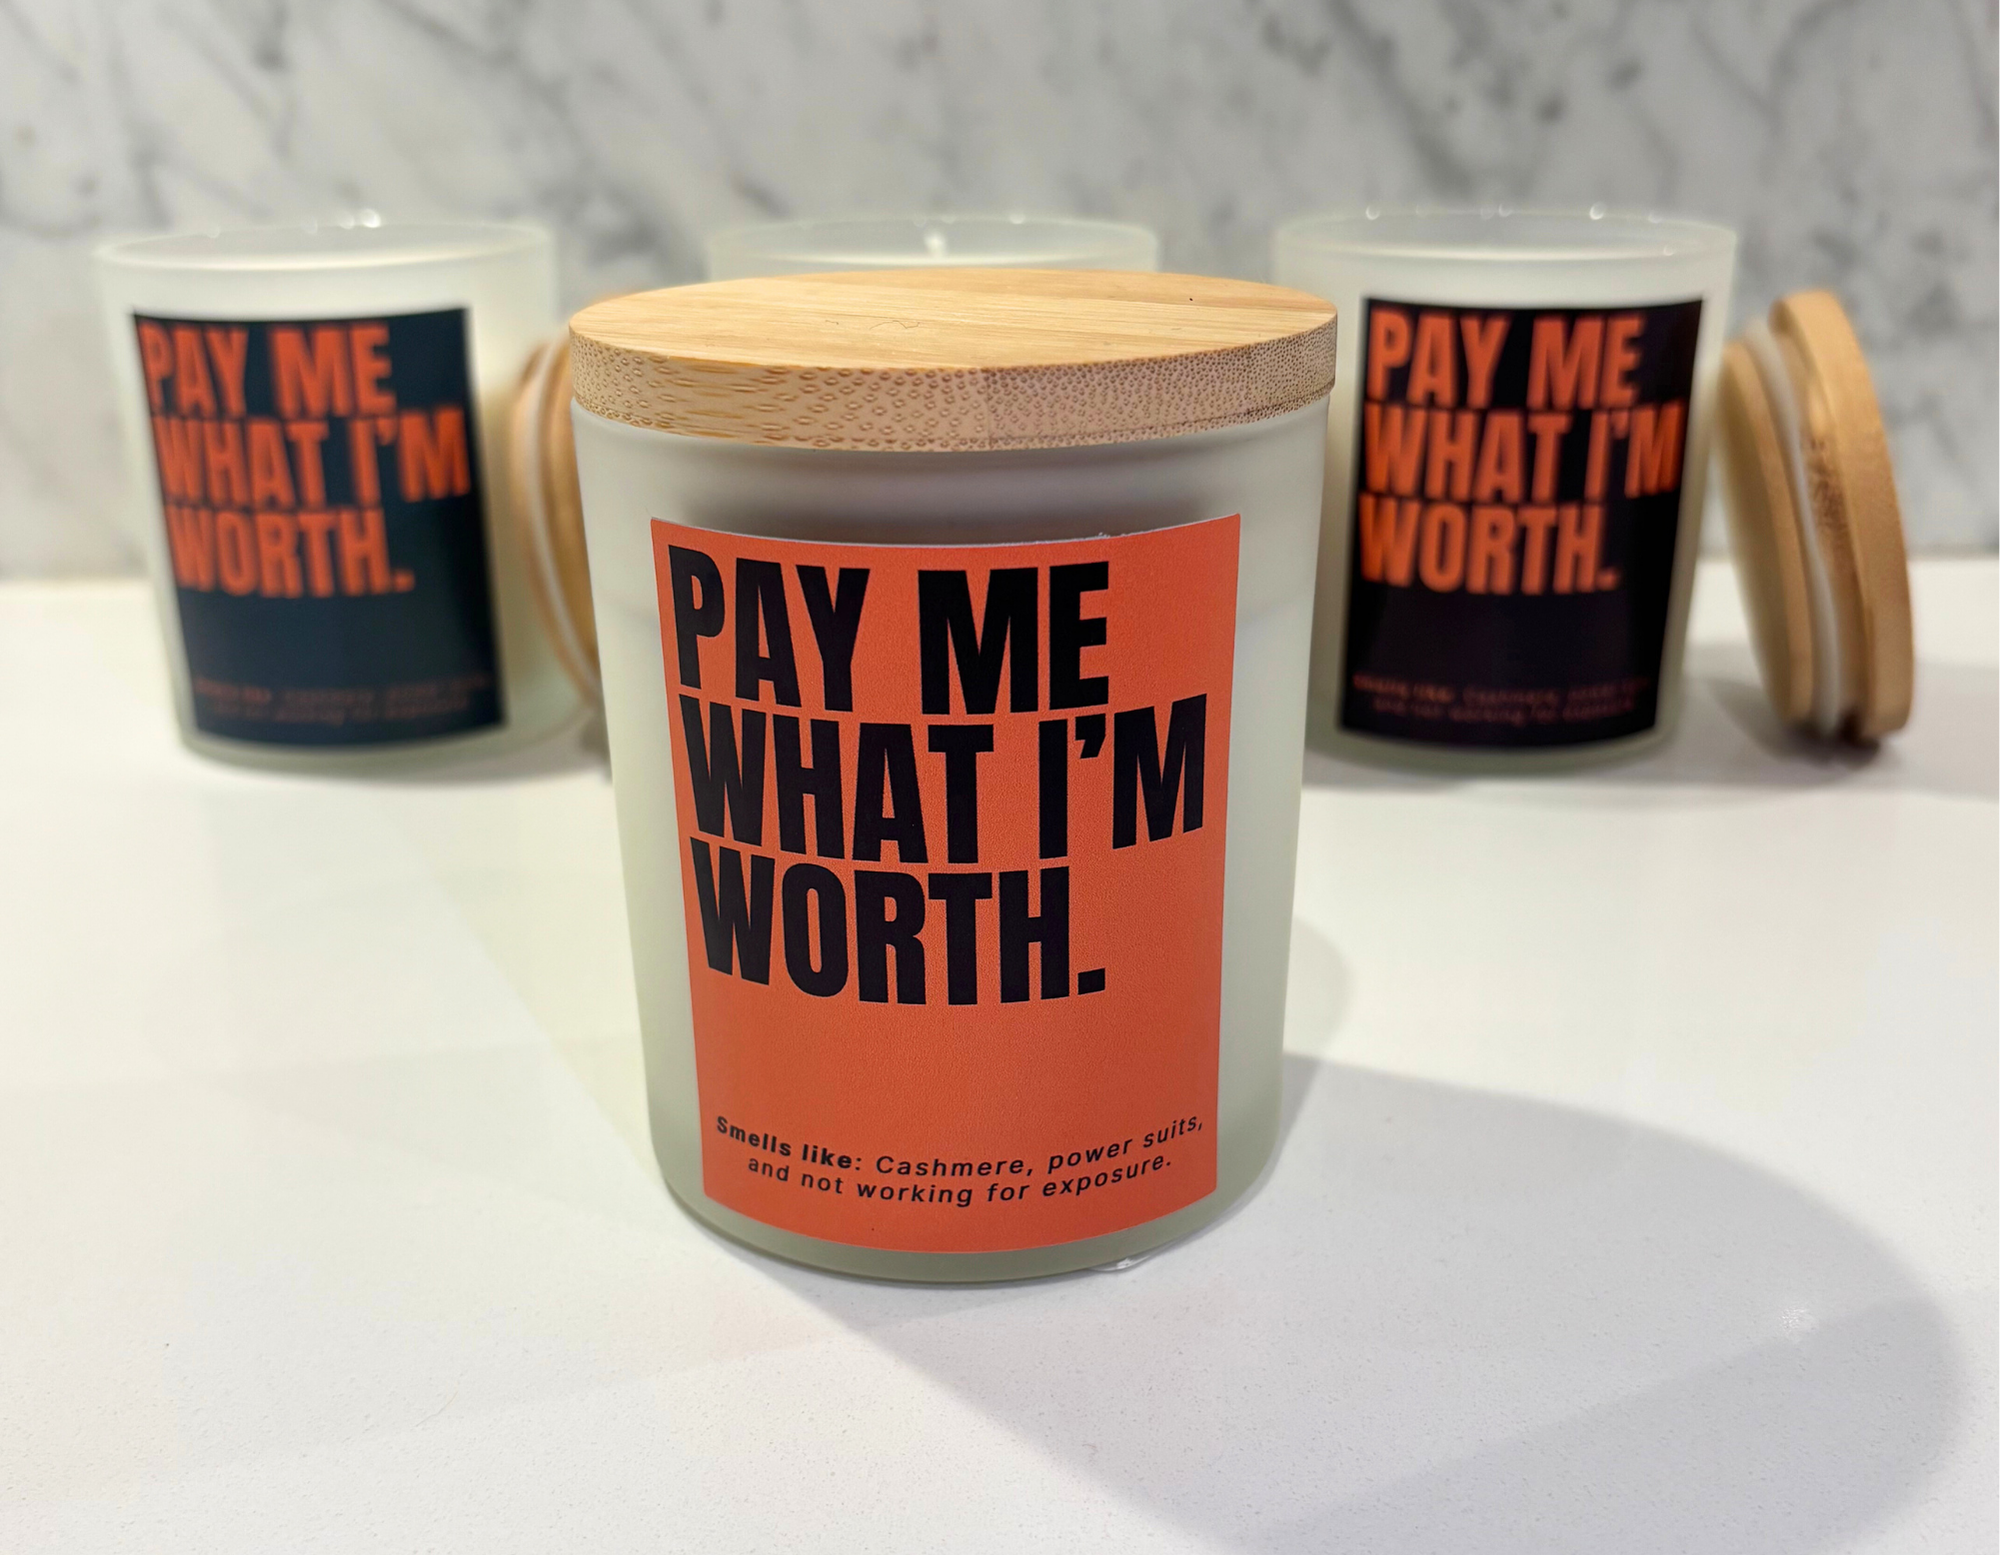 PAY ME
WHAT I'M
WORTH.
PAY ME
WHAT I'M
WORTH.
Smells like: Cashmere, power suits,
and not working for exposure.
PAY ME
WHAT I'M
WORTH.